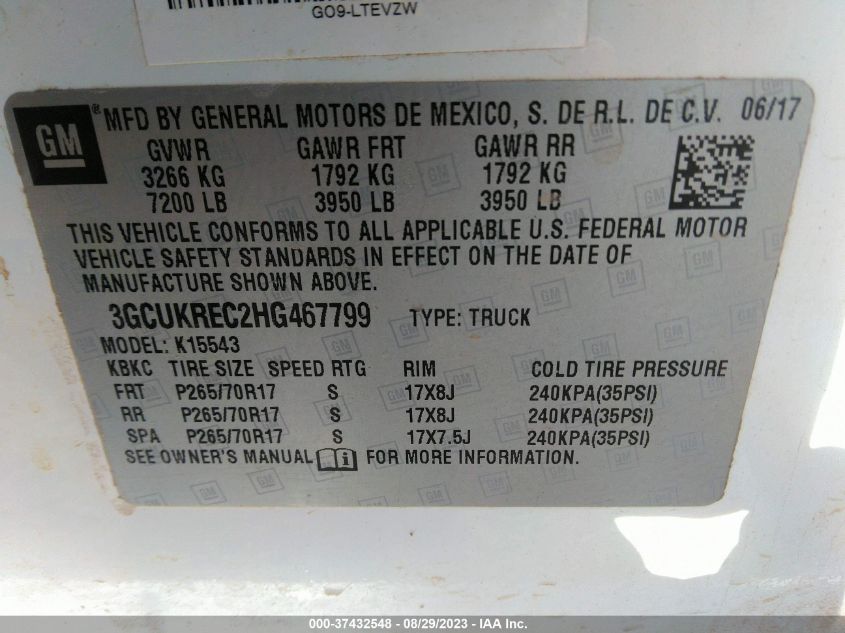 GO9-LTEVZW
GM ® MFD BY GENERAL MOTORS DE MEXICO, S. DE R.L. DE C.V. 06/17
GVWR GAWR FRT GAWR RR
3266 KG 1792 KG 1792 KG
7200 LB 3950 LB 3950 LB
THIS VEHICLE CONFORMS TO ALL APPLICABLE U.S. FEDERAL MOTOR
VEHICLE SAFETY STANDARDS IN EFFECT ON THE DATE OF
MANUFACTURE SHOWN ABOVE.
3GCUKREC2HG467799 TYPE: TRUCK
MODEL: K15543
KBKC TIRE SIZE SPEED RTG RIM COLD TIRE PRESSURE
FRT P265/70R17 S 17X8J 240KPA(35PSI)
RR P265/70R17 S 17X8J 240KPA(35PSI)
SPA P265/70R17 S 17X7.5J 240KPA(35PSI)
SEE OWNER'S MANUAL FOR MORE INFORMATION.
000-37432548 - 08/29/2023 - IAA Inc.